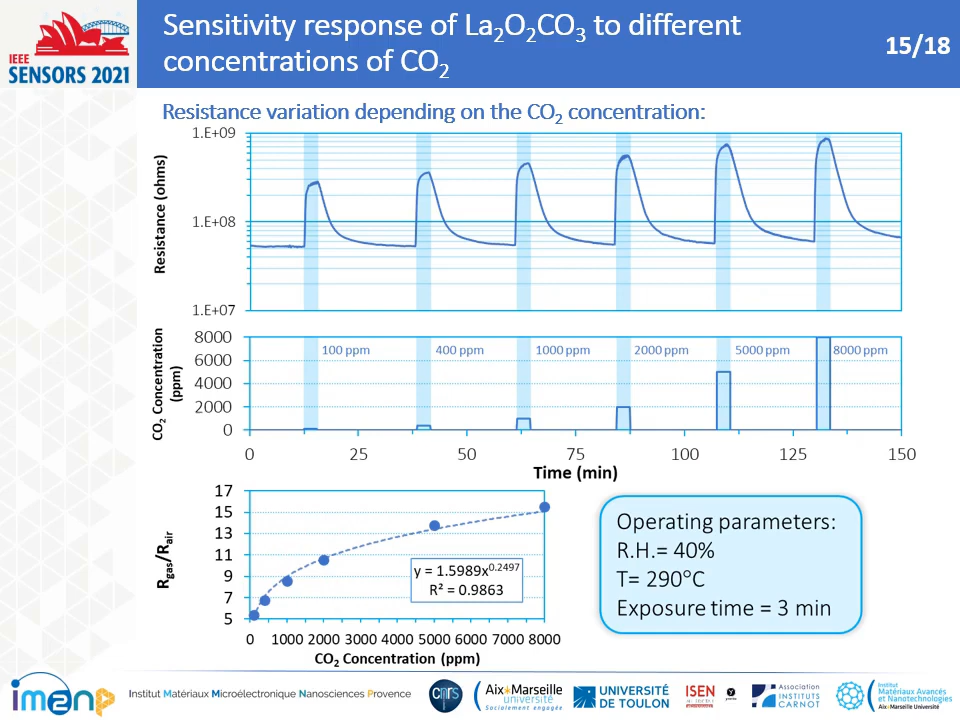 IEEE
SENSORS 2021
Sensitivity response of La₂O₂CO₃ to different
concentrations of CO₂
15/18
Resistance variation depending on the CO₂ concentration:
Resistance (ohms)
1.E+09
1.E+08
1.E+07
CO₂ Concentration
(ppm)
8000
6000
4000
2000
0
100 ppm
400 ppm
1000 ppm
2000 ppm
5000 ppm
8000 ppm
0 25 50 75 100 125 150
Time (min)
R_gas/R_air
17
15
13
11
9
7
5
y = 1.5989x^0.2497
R² = 0.9863
0 1000 2000 3000 4000 5000 6000 7000 8000
CO₂ Concentration (ppm)
Operating parameters:
R.H.= 40%
T= 290°C
Exposure time = 3 min
im2np
Institut Matériaux Microélectronique Nanosciences Provence
cnrs
Aix*Marseille
université
Socialement engagée
UNIVERSITÉ
DE TOULON
ISEN
Association
INSTITUTS
CARNOT
Institut
Matériaux Avancés
et Nanotechnologies
Aix*Marseille Université